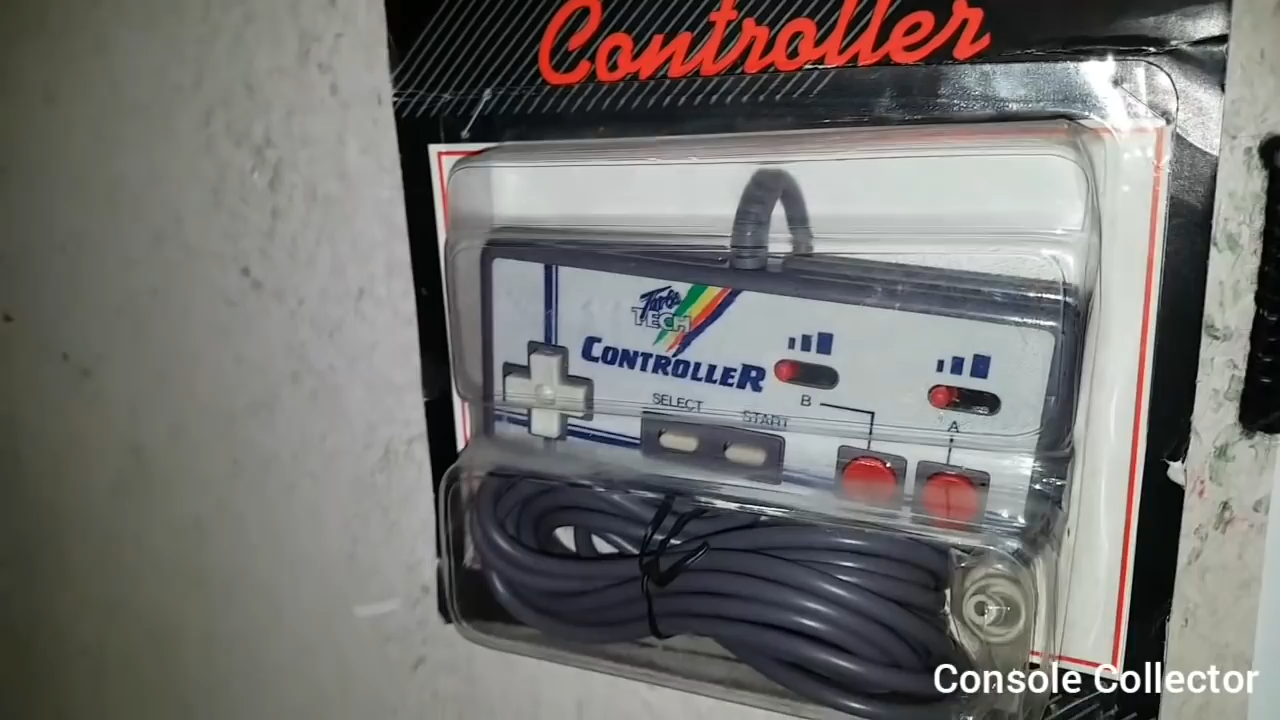 Controller
Turbo
TECH
CONTROLLER
SELECT
START
B
A
Console Collector